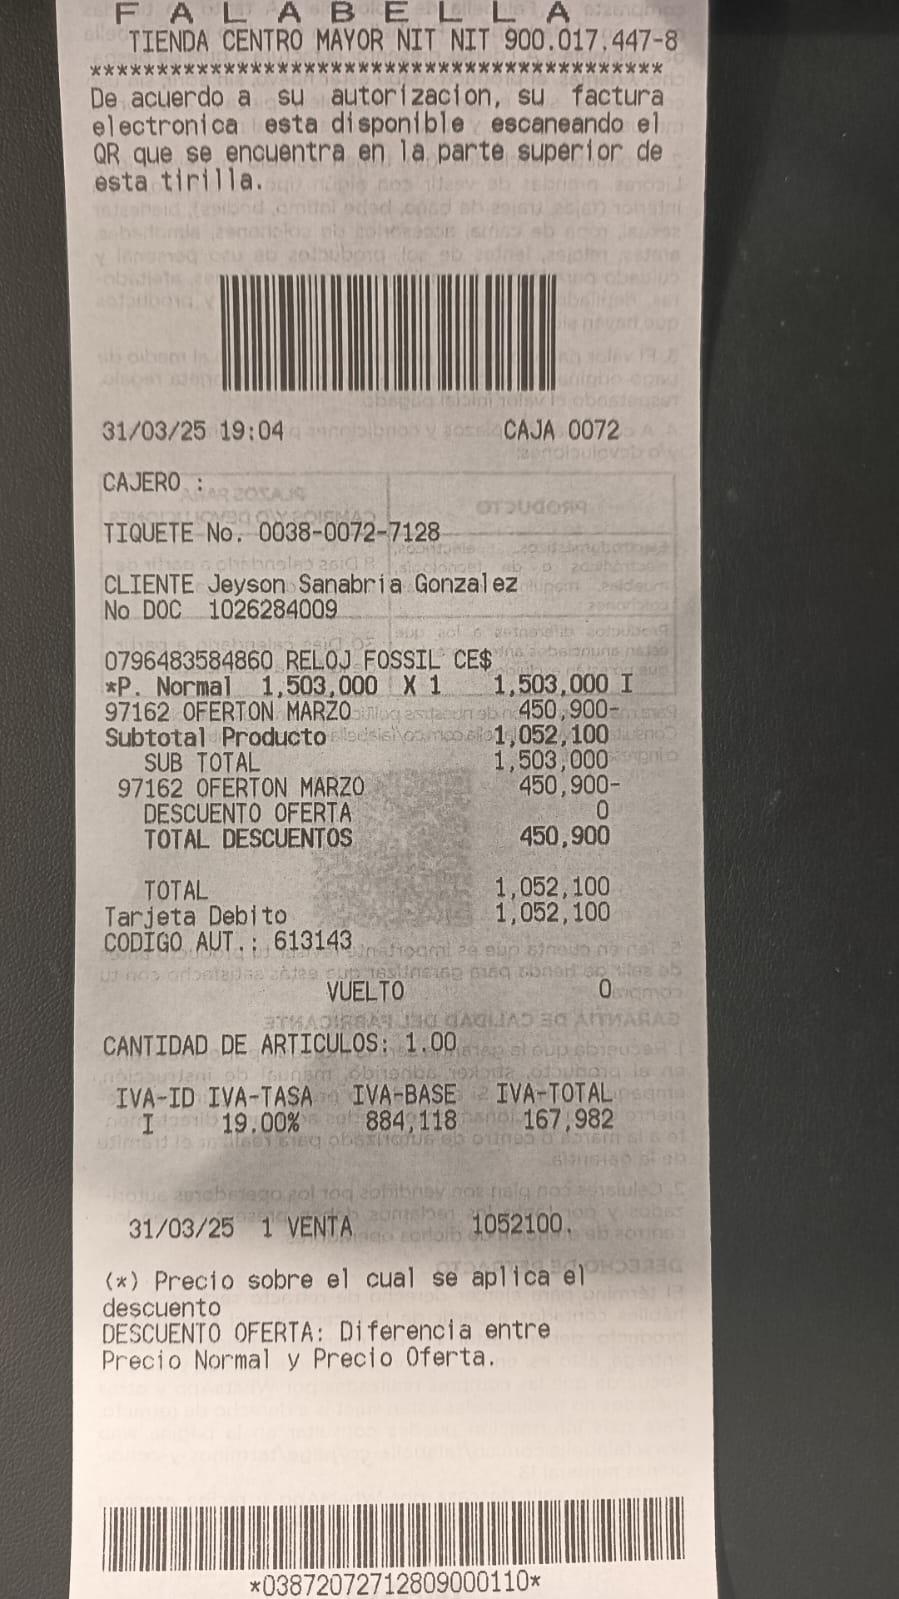 F A L A B E L L A
TIENDA CENTRO MAYOR NIT NIT 900.017.447-8
*******************************************
De acuerdo a su autorizacion, su factura
electronica esta disponible escaneando el
QR que se encuentra en la parte superior de
esta tirilla.
31/03/25 19:04 CAJA 0072
CAJERO :
TIQUETE No. 0038-0072-7128
CLIENTE Jeyson Sanabria Gonzalez
No DOC 1026284009
0796483584860 RELOJ FOSSIL CE$
*P. Normal 1,503,000 X 1 1,503,000 I
97162 OFERTON MARZO 450,900-
Subtotal Producto 1,052,100
SUB TOTAL 1,503,000
97162 OFERTON MARZO 450,900-
DESCUENTO OFERTA 0
TOTAL DESCUENTOS 450,900
TOTAL 1,052,100
Tarjeta Debito 1,052,100
CODIGO AUT.: 613143
VUELTO 0
CANTIDAD DE ARTICULOS: 1.00
IVA-ID IVA-TASA IVA-BASE IVA-TOTAL
I 19.00% 884,118 167,982
31/03/25 1 VENTA 1052100.
(*) Precio sobre el cual se aplica el
descuento
DESCUENTO OFERTA: Diferencia entre
Precio Normal y Precio Oferta.
*03872072712809000110*